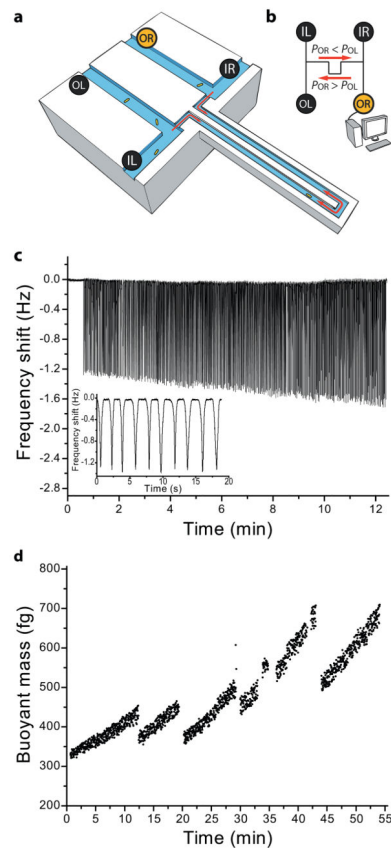 a
OR
IR
OL
IL
b
IL
IR
POR < POL
POR > POL
OL
OR
c
Frequency shift (Hz)
0.0
-0.4
-0.8
-1.2
-1.6
-2.0
-2.4
-2.8
Frequency shift (Hz)
0.0
-0.4
-0.8
-1.2
0 5 10 15 20
Time (s)
0 2 4 6 8 10 12
Time (min)
d
Buoyant mass (fg)
800
700
600
500
400
300
200
0 5 10 15 20 25 30 35 40 45 50 55
Time (min)